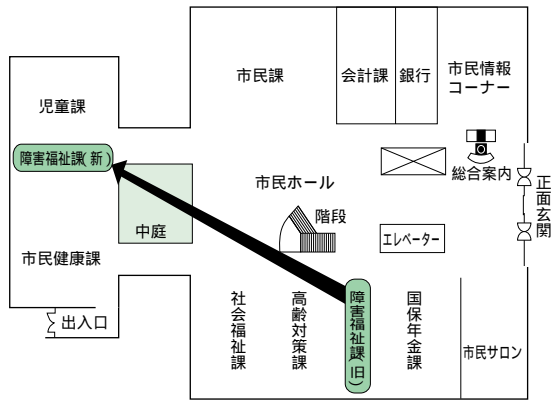 市民課
会計課
銀行
市民情報
コーナー
児童課
障害福祉課(新)
総合案内
正面玄関
市民ホール
階段
中庭
エレベーター
市民健康課
出入口
社会福祉課
高齢対策課
障害福祉課(旧)
国保年金課
市民サロン